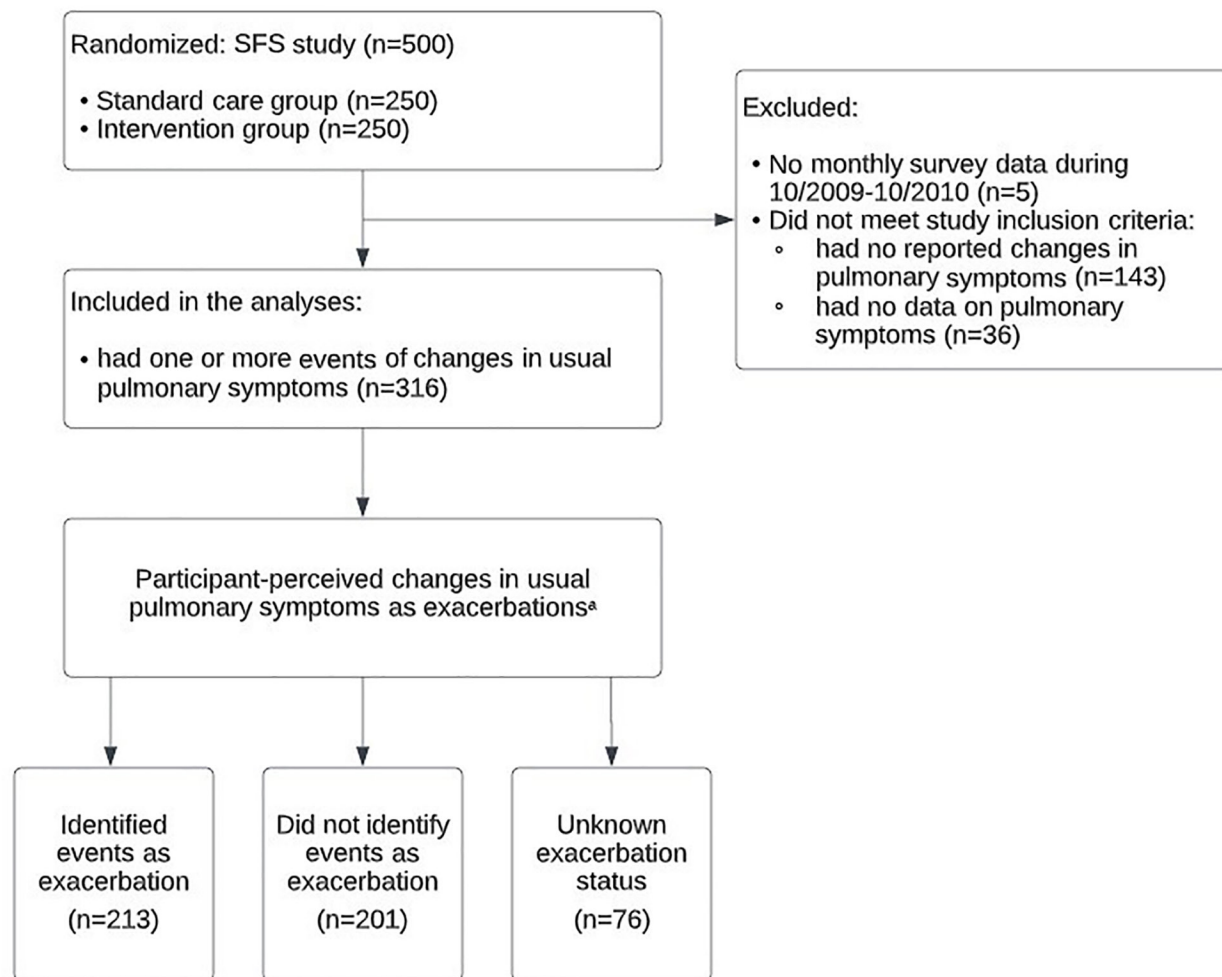 Randomized: SFS study (n=500)
• Standard care group (n=250)
• Intervention group (n=250)
Excluded:
• No monthly survey data during
10/2009-10/2010 (n=5)
• Did not meet study inclusion criteria:
∘ had no reported changes in
pulmonary symptoms (n=143)
∘ had no data on pulmonary
symptoms (n=36)
Included in the analyses:
• had one or more events of changes in usual
pulmonary symptoms (n=316)
Participant-perceived changes in usual
pulmonary symptoms as exacerbationsª
Identified
events as
exacerbation
(n=213)
Did not identify
events as
exacerbation
(n=201)
Unknown
exacerbation
status
(n=76)